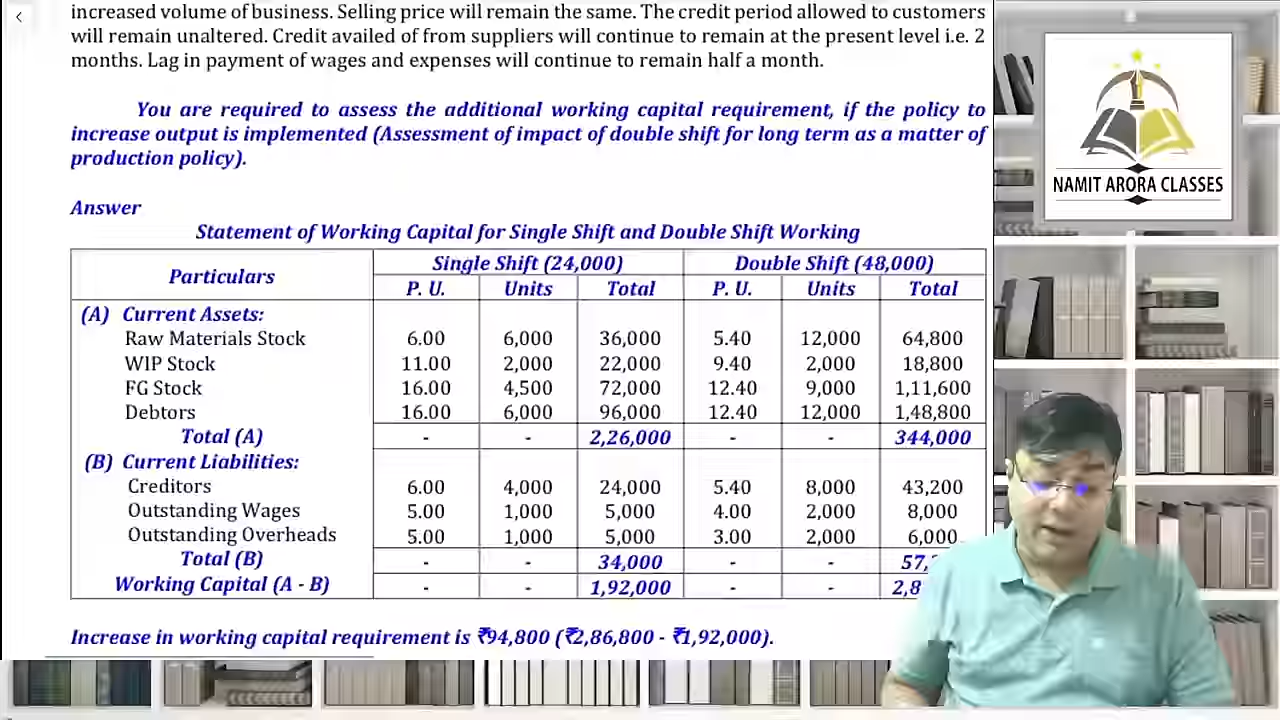 increased volume of business. Selling price will remain the same. The credit period allowed to customers
will remain unaltered. Credit availed of from suppliers will continue to remain at the present level i.e. 2
months. Lag in payment of wages and expenses will continue to remain half a month.
You are required to assess the additional working capital requirement, if the policy to
increase output is implemented (Assessment of impact of double shift for long term as a matter of
production policy).
Answer
Statement of Working Capital for Single Shift and Double Shift Working
Particulars Single Shift (24,000) Double Shift (48,000)
P. U. Units Total P. U. Units Total
(A) Current Assets:
Raw Materials Stock 6.00 6,000 36,000 5.40 12,000 64,800
WIP Stock 11.00 2,000 22,000 9.40 2,000 18,800
FG Stock 16.00 4,500 72,000 12.40 9,000 1,11,600
Debtors 16.00 6,000 96,000 12.40 12,000 1,48,800
Total (A) - - 2,26,000 - - 344,000
(B) Current Liabilities:
Creditors 6.00 4,000 24,000 5.40 8,000 43,200
Outstanding Wages 5.00 1,000 5,000 4.00 2,000 8,000
Outstanding Overheads 5.00 1,000 5,000 3.00 2,000 6,000
Total (B) - - 34,000 - -
Working Capital (A - B) - - 1,92,000 - -
Increase in working capital requirement is ₹94,800 (₹2,86,800 - ₹1,92,000).
NAMIT ARORA CLASSES